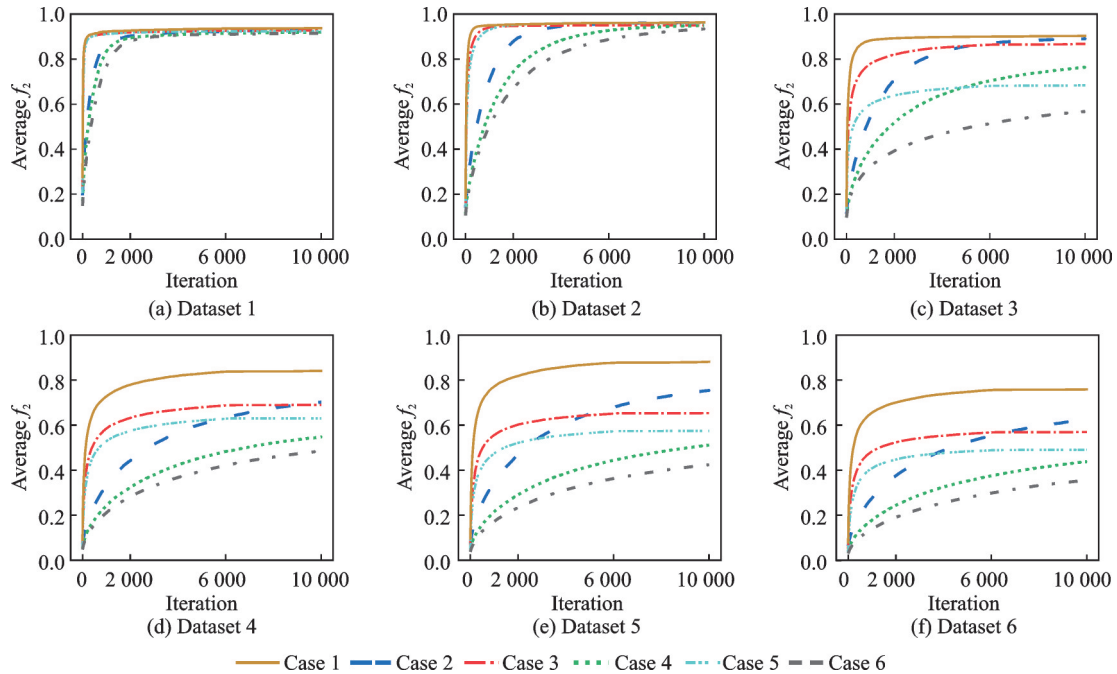 1.0
0.8
0.6
0.4
0.2
0.0
Average f₂
0 2 000 6 000 10 000
Iteration
(a) Dataset 1
1.0
0.8
0.6
0.4
0.2
0.0
Average f₂
0 2 000 6 000 10 000
Iteration
(b) Dataset 2
1.0
0.8
0.6
0.4
0.2
0.0
Average f₂
0 2 000 6 000 10 000
Iteration
(c) Dataset 3
1.0
0.8
0.6
0.4
0.2
0.0
Average f₂
0 2 000 6 000 10 000
Iteration
(d) Dataset 4
1.0
0.8
0.6
0.4
0.2
0.0
Average f₂
0 2 000 6 000 10 000
Iteration
(e) Dataset 5
1.0
0.8
0.6
0.4
0.2
0.0
Average f₂
0 2 000 6 000 10 000
Iteration
(f) Dataset 6
Case 1 Case 2 Case 3 Case 4 Case 5 Case 6